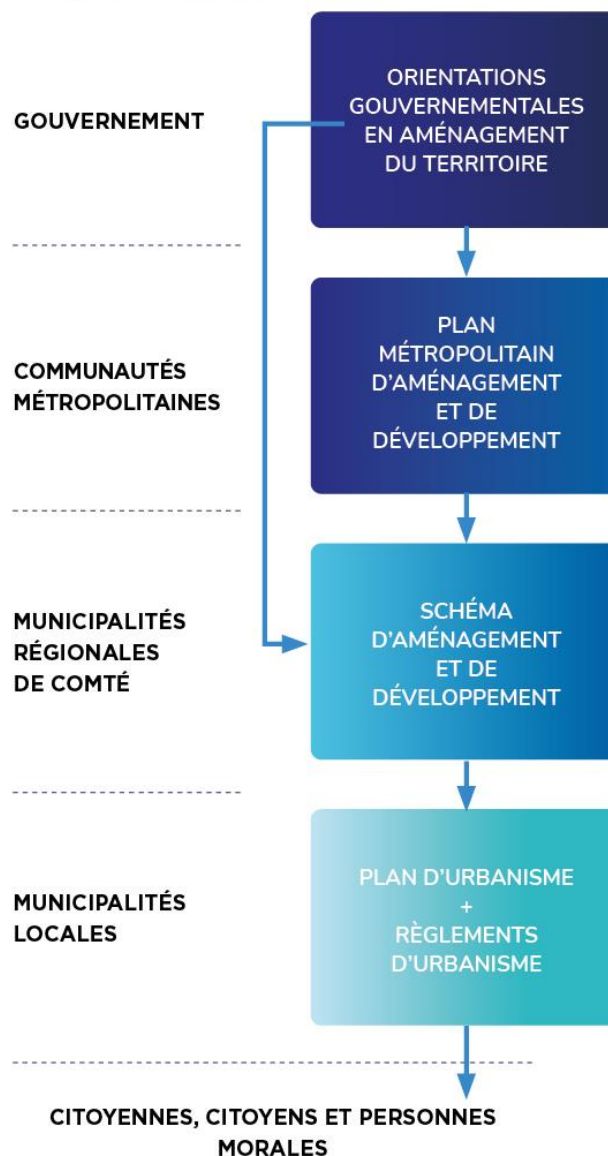 GOUVERNEMENT
ORIENTATIONS
GOUVERNEMENTALES
EN AMÉNAGEMENT
DU TERRITOIRE
COMMUNAUTÉS
MÉTROPOLITAINES
PLAN
MÉTROPOLITAIN
D'AMÉNAGEMENT
ET DE
DÉVELOPPEMENT
MUNICIPALITÉS
RÉGIONALES
DE COMTÉ
SCHÉMA
D'AMÉNAGEMENT
ET DE
DÉVELOPPEMENT
MUNICIPALITÉS
LOCALES
PLAN D'URBANISME
+
RÈGLEMENTS
D'URBANISME
CITOYENNES, CITOYENS ET PERSONNES
MORALES